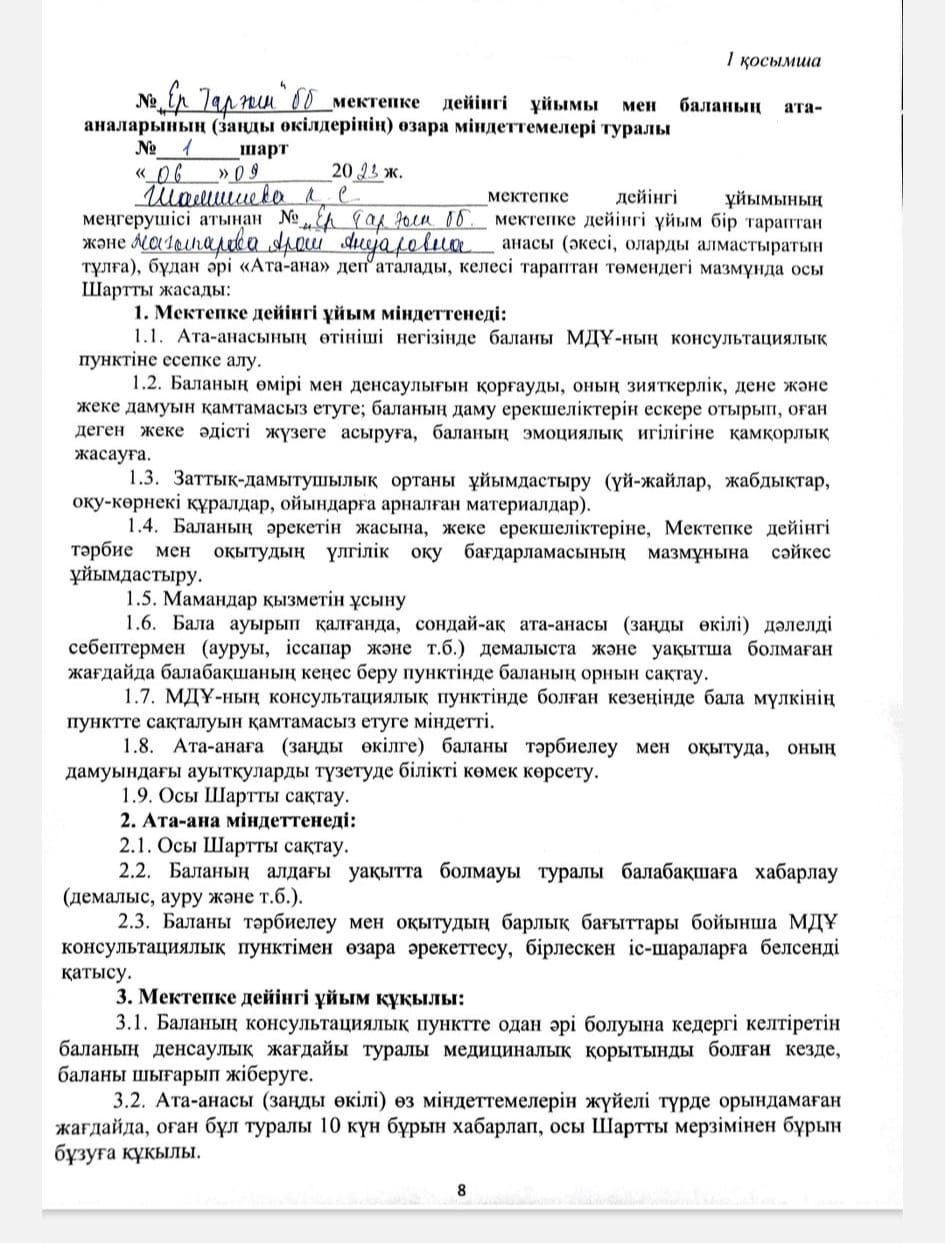 1 қосымша
№ „Ер Тарғын“ ББ мектепке дейінгі ұйымы мен баланың ата-
аналарының (заңды өкілдерінің) өзара міндеттемелері туралы
№ 1 шарт
« 06 » 09 2023 ж.
мектепке дейінгі ұйымының
меңгерушісі атынан № „Ер Тарғын ББ. мектепке дейінгі ұйым бір тараптан
және Ануаровна анасы (әкесі, оларды алмастыратын
тұлға), бұдан әрі «Ата-ана» деп аталады, келесі тараптан төмендегі мазмұнда осы
Шартты жасады:
1. Мектепке дейінгі ұйым міндеттенеді:
1.1. Ата-анасының өтініші негізінде баланы МДҰ-ның консультациялық
пунктіне есепке алу.
1.2. Баланың өмірі мен денсаулығын қорғауды, оның зияткерлік, дене және
жеке дамуын қамтамасыз етуге; баланың даму ерекшеліктерін ескере отырып, оған
деген жеке әдісті жүзеге асыруға, баланың эмоциялық игілігіне қамқорлық
жасауға.
1.3. Заттық-дамытушылық ортаны ұйымдастыру (үй-жайлар, жабдықтар,
оқу-көрнекі құралдар, ойындарға арналған материалдар).
1.4. Баланың әрекетін жасына, жеке ерекшеліктеріне, Мектепке дейінгі
тәрбие мен оқытудың үлгілік оқу бағдарламасының мазмұнына сәйкес
ұйымдастыру.
1.5. Мамандар қызметін ұсыну
1.6. Бала ауырып қалғанда, сондай-ақ ата-анасы (заңды өкілі) дәлелді
себептермен (ауруы, іссапар және т.б.) демалыста және уақытша болмаған
жағдайда балабақшаның кеңес беру пунктінде баланың орнын сақтау.
1.7. МДҰ-ның консультациялық пунктінде болған кезеңінде бала мүлкінің
пунктте сақталуын қамтамасыз етуге міндетті.
1.8. Ата-анаға (заңды өкілге) баланы тәрбиелеу мен оқытуда, оның
дамуындағы ауытқуларды түзетуде білікті көмек көрсету.
1.9. Осы Шартты сақтау.
2. Ата-ана міндеттенеді:
2.1. Осы Шартты сақтау.
2.2. Баланың алдағы уақытта болмауы туралы балабақшаға хабарлау
(демалыс, ауру және т.б.).
2.3. Баланы тәрбиелеу мен оқытудың барлық бағыттары бойынша МДҰ
консультациялық пунктімен өзара әрекеттесу, бірлескен іс-шараларға белсенді
қатысу.
3. Мектепке дейінгі ұйым құқылы:
3.1. Баланың консультациялық пунктте одан әрі болуына кедергі келтіретін
баланың денсаулық жағдайы туралы медициналық қорытынды болған кезде,
баланы шығарып жіберуге.
3.2. Ата-анасы (заңды өкілі) өз міндеттемелерін жүйелі түрде орындамаған
жағдайда, оған бұл туралы 10 күн бұрын хабарлап, осы Шартты мерзімінен бұрын
бұзуға құқылы.
8